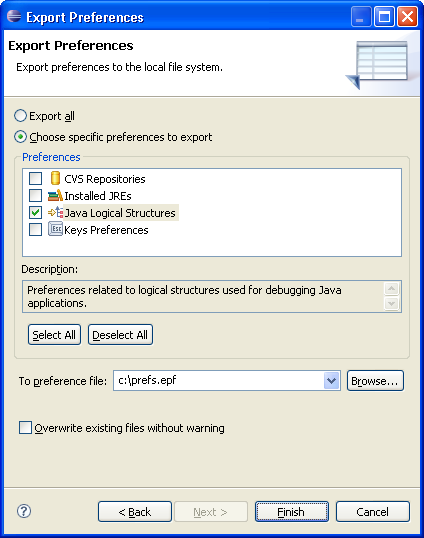 Export Preferences
Export Preferences
Export preferences to the local file system.
Export all
Choose specific preferences to export
Preferences
CVS Repositories
Installed JREs
Java Logical Structures
Esc Keys Preferences
Description:
Preferences related to logical structures used for debugging Java
applications.
Select All Deselect All
To preference file: c:\prefs.epf Browse...
Overwrite existing files without warning
? < Back Next > Finish Cancel